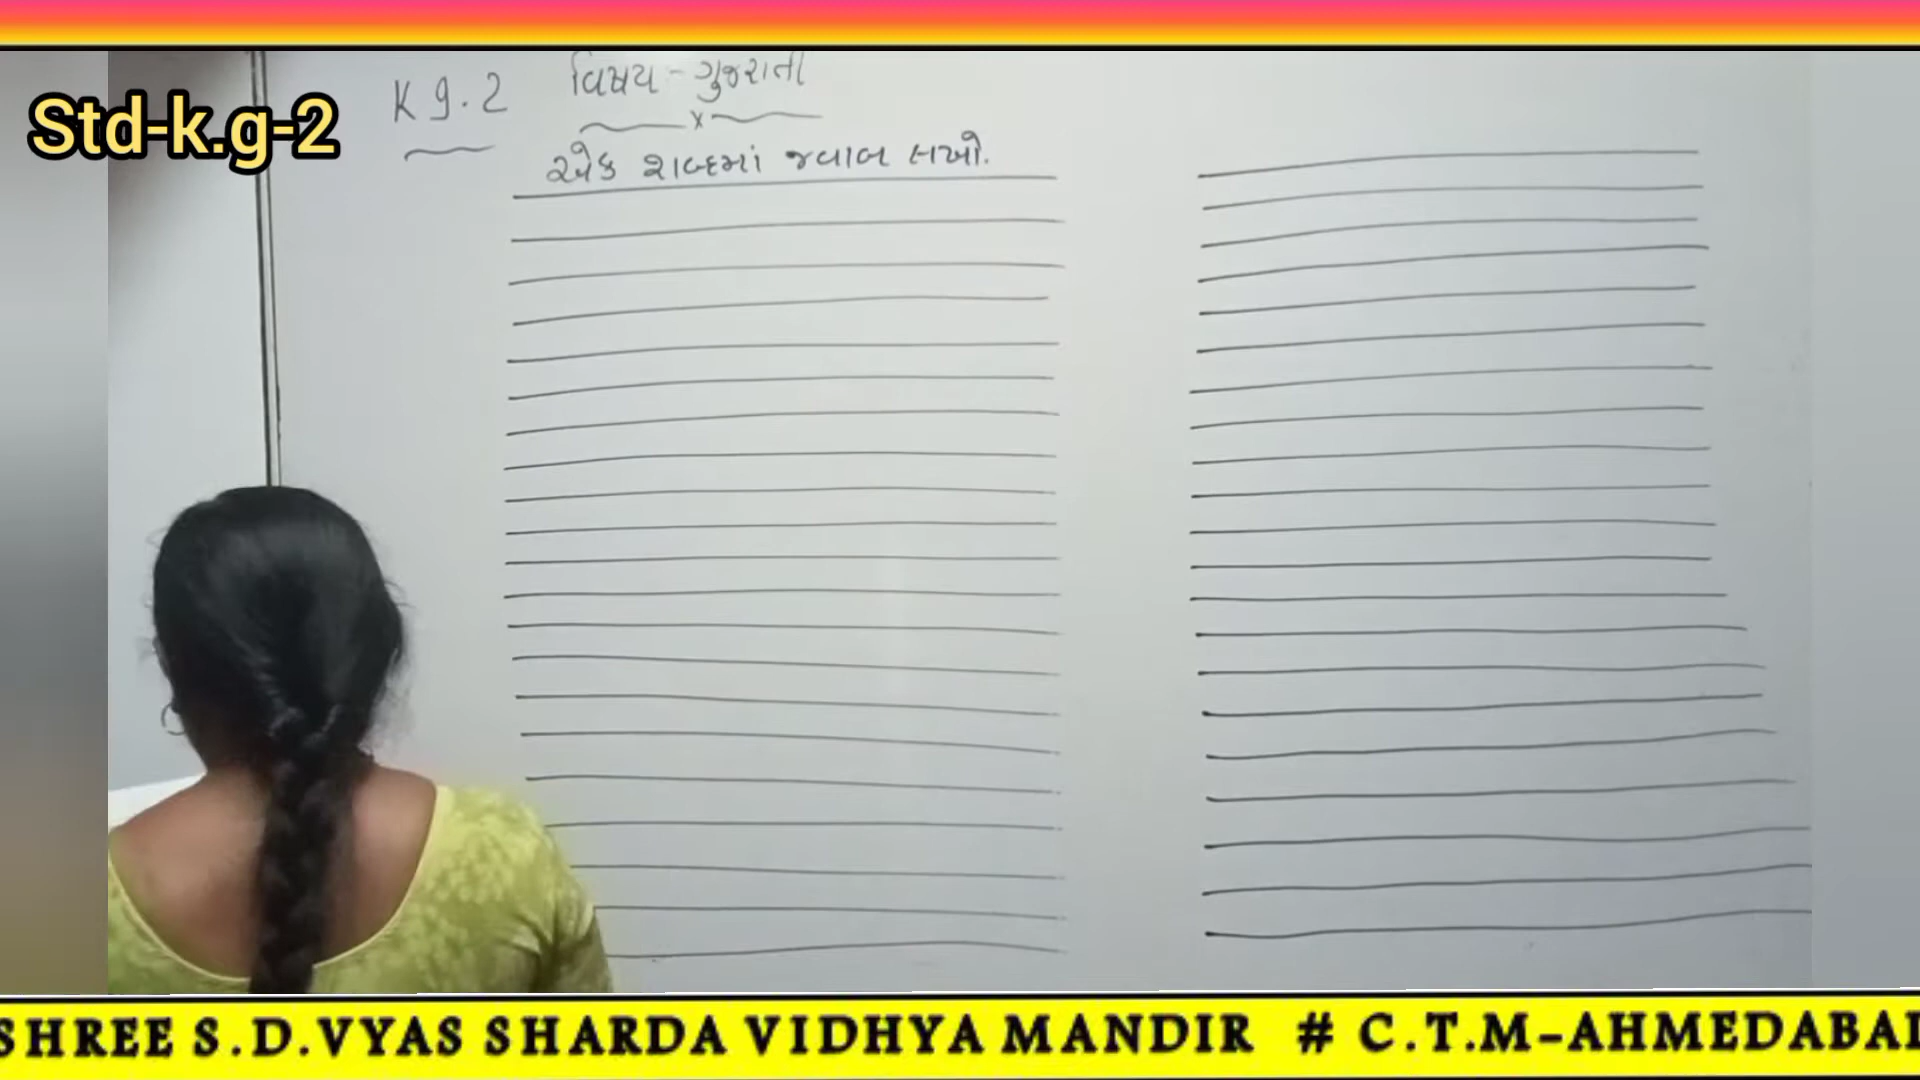 Std-k.g-2
K g.2
વિષય - ગુજરાતી
x
એક શબ્દમાં જવાબ લખો.
SHREE S.D.VYAS SHARDA VIDHYA MANDIR # C.T.M-AHMEDABA